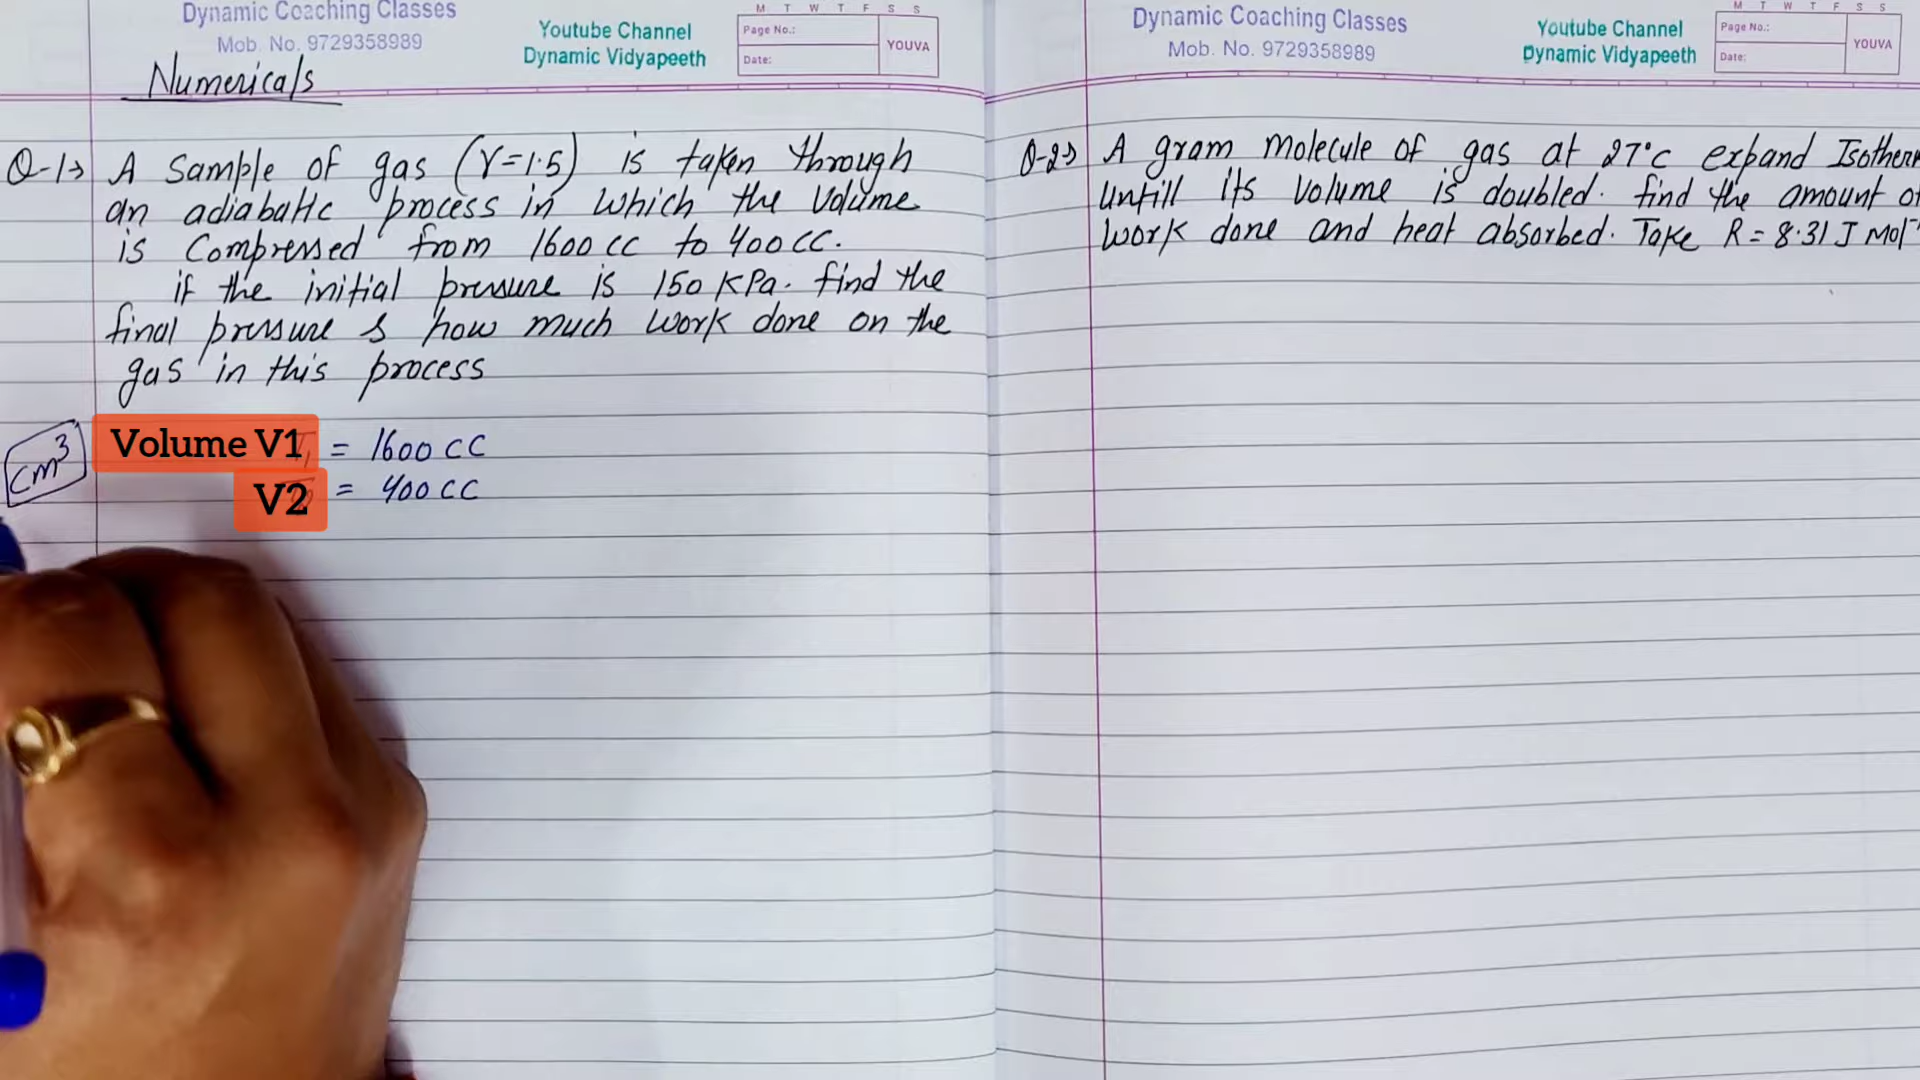 Dynamic Coaching Classes
Mob. No. 9729358989
Youtube Channel
Dynamic Vidyapeeth
M T W T F S S
Page No.:
Date:
YOUVA
Numericals
Q-1⇒ A Sample of gas (γ=1.5) is taken through
an adiabatic process in which the Volume
is Compressed from 1600 cc to 400 cc.
if the initial pressure is 150 KPa. find the
final pressure & how much work done on the
gas in this process
cm³
Volume V1 = 1600 CC
V2 = 400 CC
Dynamic Coaching Classes
Mob. No. 9729358989
Youtube Channel
Dynamic Vidyapeeth
M T W T F S S
Page No.:
Date:
YOUVA
Q-2⇒ A gram molecule of gas at 27°c expand Isother
Untill its Volume is doubled. find the amount of
work done and heat absorbed. Take R = 8.31 J Mol⁻